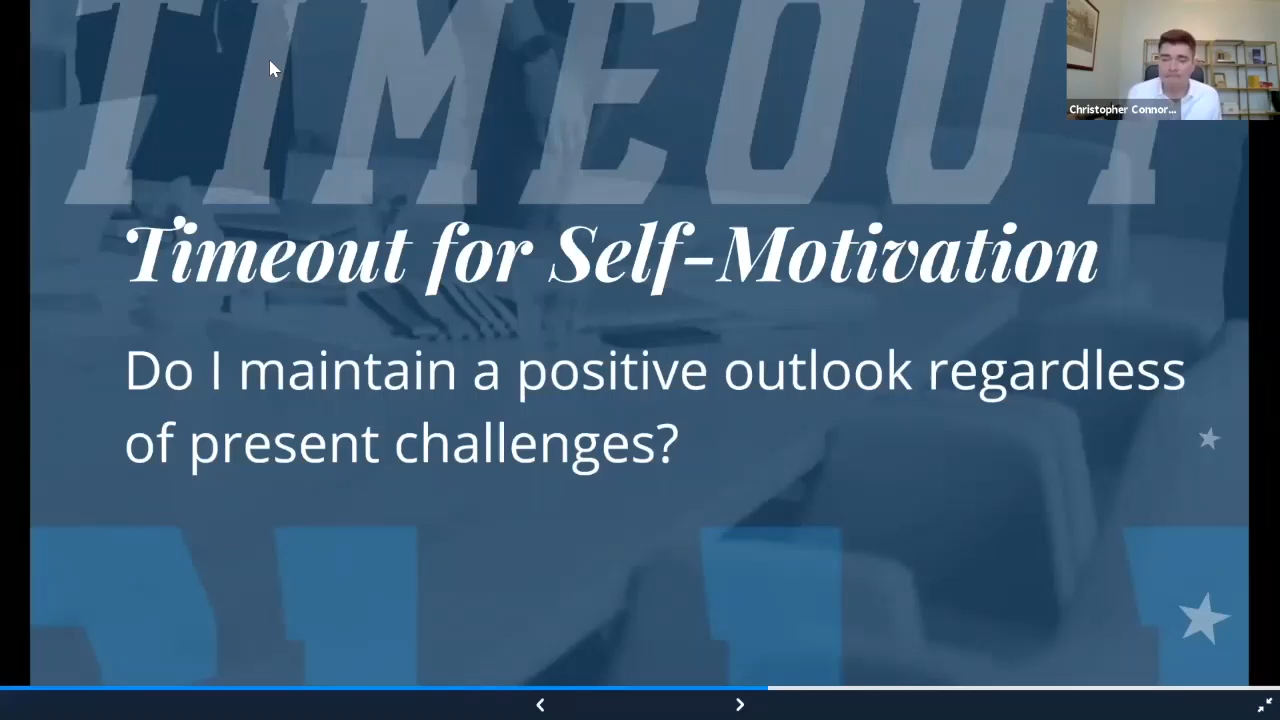 TIMEOUT
Christopher Connor...
Timeout for Self-Motivation
Do I maintain a positive outlook regardless
of present challenges?